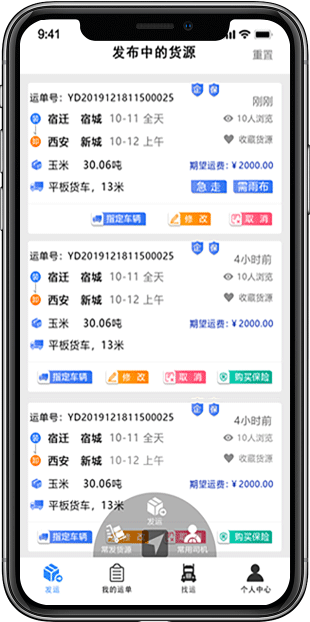 9:41
发布中的货源 重置
企 保
运单号：YD2019121811500025 刚刚
装 宿迁 宿城 10-11 全天 10人浏览
卸 西安 新城 10-12 上午 收藏货源
玉米 30.06吨 期望运费：¥2000.00
平板货车，13米 急走 需雨布
指定车辆 修 改 取 消
企 保
运单号：YD2019121811500025 4小时前
装 宿迁 宿城 10-11 全天 10人浏览
卸 西安 新城 10-12 上午 收藏货源
玉米 30.06吨 期望运费：¥2000.00
平板货车，13米
指定车辆 修 改 取 消 购买保险
企 保
运单号：YD2019121811500025 4小时前
装 宿迁 宿城 10-11 全天 10人浏览
卸 西安 新城 10-12 上午 收藏货源
玉米 30.06吨 期望运费：¥2000.00
平板货车，13米
发运
指定车辆 购买保险
常发货源 常用司机
发运 我的运单 找运 个人中心